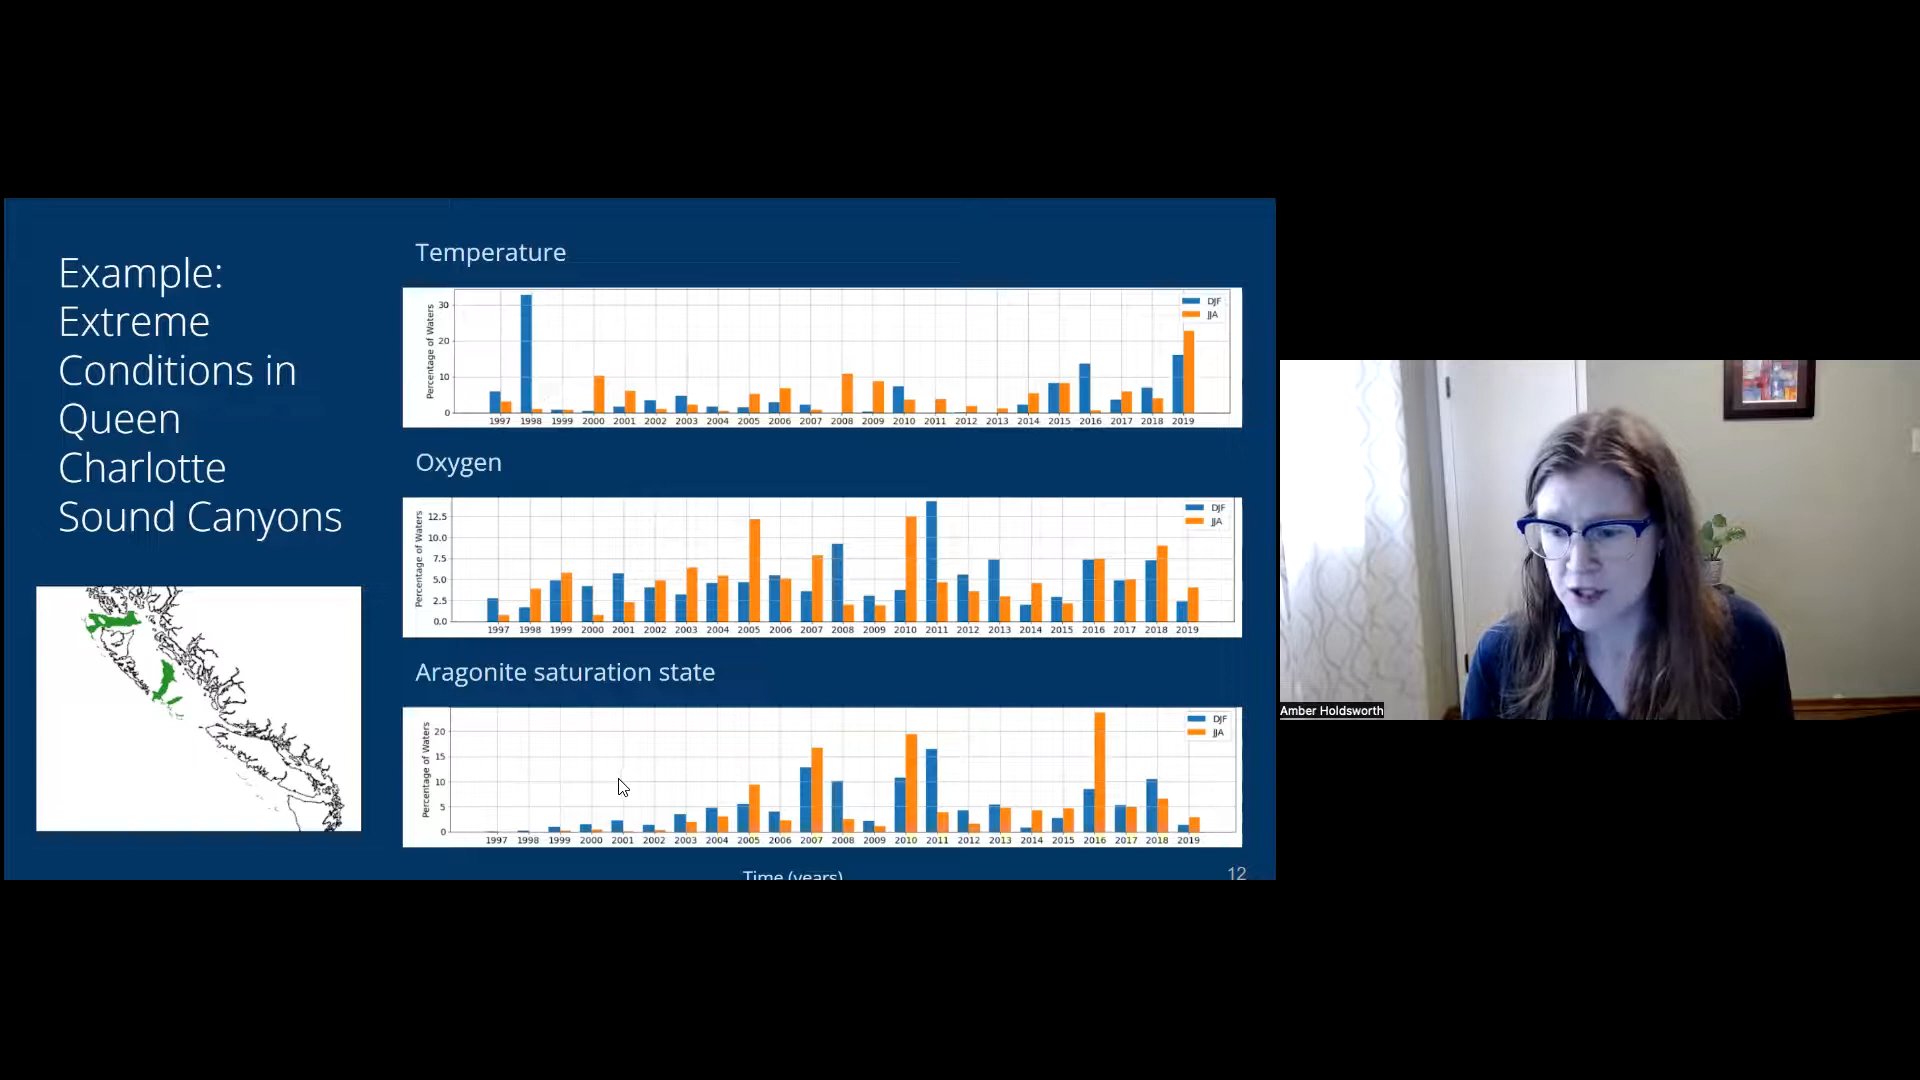 Example:
Extreme
Conditions in
Queen
Charlotte
Sound Canyons
Temperature
Percentage of Waters
30
20
10
0
DJF
JJA
1997 1998 1999 2000 2001 2002 2003 2004 2005 2006 2007 2008 2009 2010 2011 2012 2013 2014 2015 2016 2017 2018 2019
Oxygen
Percentage of Waters
12.5
10.0
7.5
5.0
2.5
0.0
DJF
JJA
1997 1998 1999 2000 2001 2002 2003 2004 2005 2006 2007 2008 2009 2010 2011 2012 2013 2014 2015 2016 2017 2018 2019
Aragonite saturation state
Percentage of Waters
20
15
10
5
0
DJF
JJA
1997 1998 1999 2000 2001 2002 2003 2004 2005 2006 2007 2008 2009 2010 2011 2012 2013 2014 2015 2016 2017 2018 2019
Time (years)
12
Amber Holdsworth